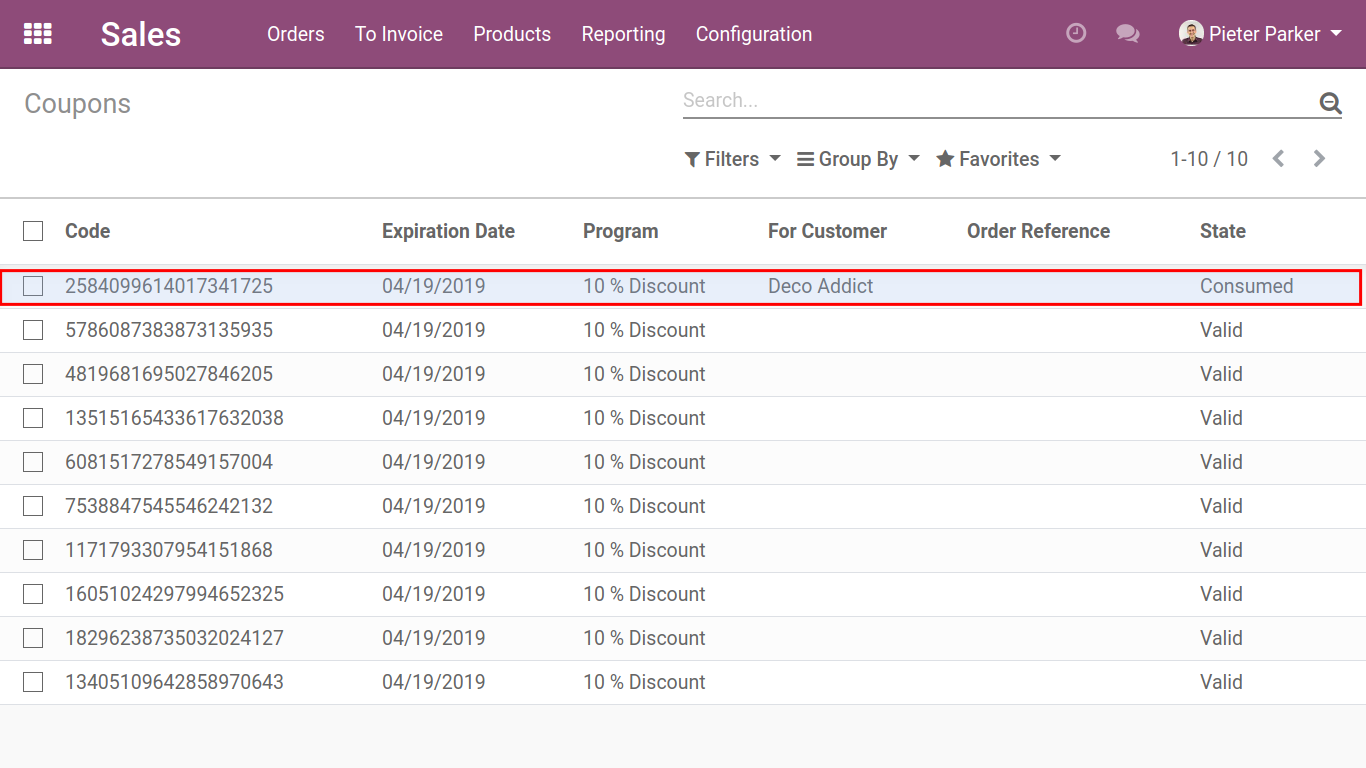 Sales Orders To Invoice Products Reporting Configuration Pieter Parker
Coupons Search...
Filters Group By Favorites 1-10 / 10
Code Expiration Date Program For Customer Order Reference State
2584099614017341725 04/19/2019 10 % Discount Deco Addict Consumed
5786087383873135935 04/19/2019 10 % Discount Valid
4819681695027846205 04/19/2019 10 % Discount Valid
13515165433617632038 04/19/2019 10 % Discount Valid
6081517278549157004 04/19/2019 10 % Discount Valid
7538847545546242132 04/19/2019 10 % Discount Valid
1171793307954151868 04/19/2019 10 % Discount Valid
16051024297994652325 04/19/2019 10 % Discount Valid
18296238735032024127 04/19/2019 10 % Discount Valid
13405109642858970643 04/19/2019 10 % Discount Valid